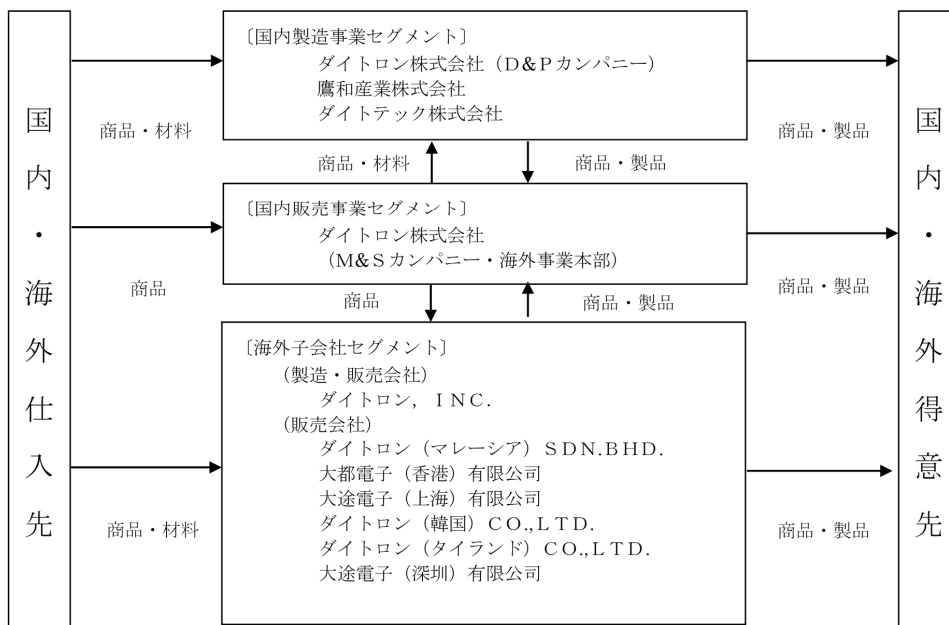 国内・海外仕入先
商品・材料
商品
商品・材料
〔国内製造事業セグメント〕
ダイトロン株式会社（D&Pカンパニー）
鷹和産業株式会社
ダイトテック株式会社
商品・材料
商品・製品
〔国内販売事業セグメント〕
ダイトロン株式会社
（M&Sカンパニー・海外事業本部）
商品
商品・製品
〔海外子会社セグメント〕
（製造・販売会社）
ダイトロン，ＩＮＣ.
（販売会社）
ダイトロン（マレーシア）ＳＤＮ.ＢＨＤ.
大都電子（香港）有限公司
大途電子（上海）有限公司
ダイトロン（韓国）ＣＯ.,ＬＴＤ.
ダイトロン（タイランド）ＣＯ.,ＬＴＤ.
大途電子（深圳）有限公司
商品・製品
商品・製品
商品・製品
国内・海外得意先